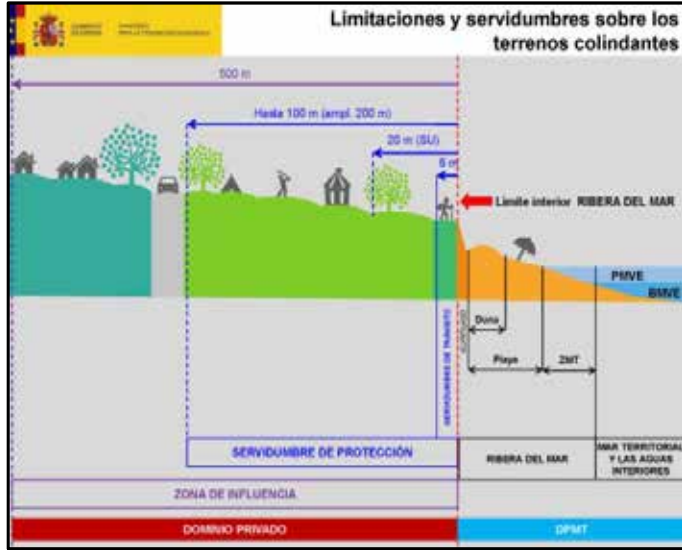 Limitaciones y servidumbres sobre los
terrenos colindantes
500 m
Hasta 100 m (ampl. 200 m)
20 m (SU)
6 m
Límite interior RIBERA DEL MAR
PMVE
BMVE
Duna
Playa
ZMT
SERVIDUMBRE DE TRÁNSITO
SERVIDUMBRE DE PROTECCIÓN
RIBERA DEL MAR
MAR TERRITORIAL
Y LAS AGUAS
INTERIORES
ZONA DE INFLUENCIA
DOMINIO PRIVADO
DPMT